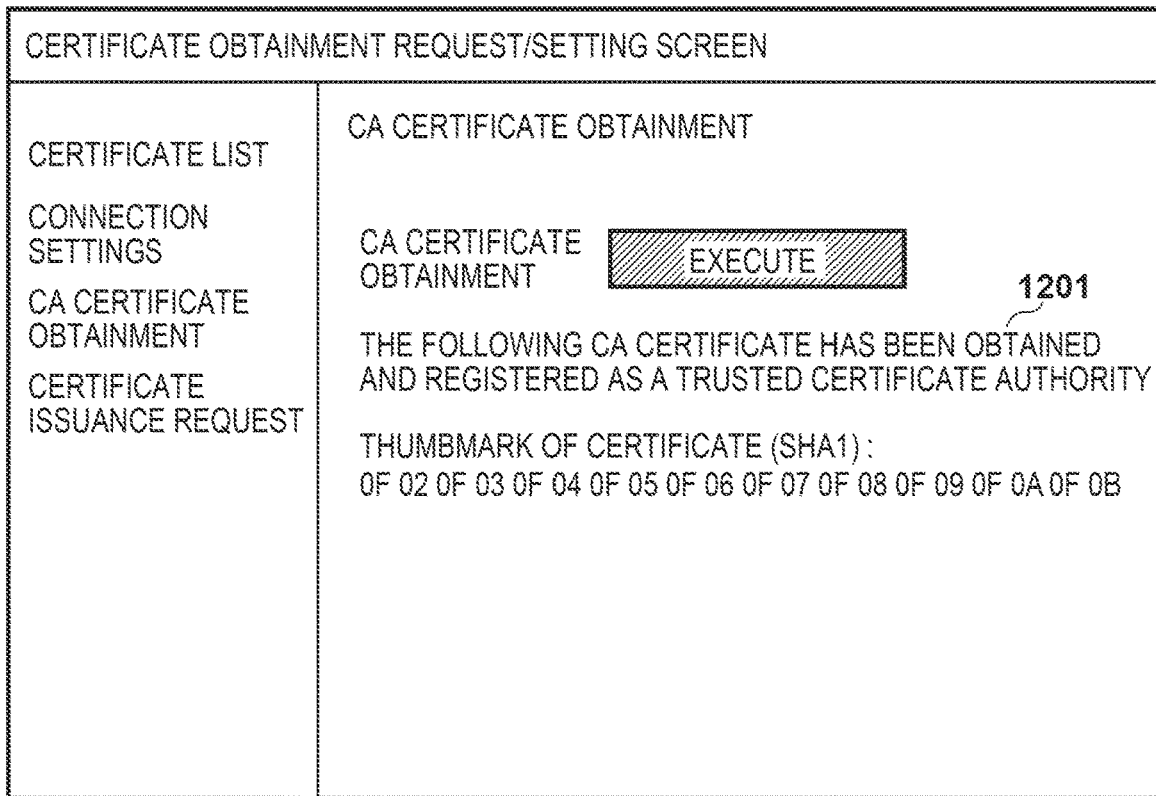 CERTIFICATE OBTAINMENT REQUEST/SETTING SCREEN
CERTIFICATE LIST
CONNECTION
SETTINGS
CA CERTIFICATE
OBTAINMENT
CERTIFICATE
ISSUANCE REQUEST
CA CERTIFICATE OBTAINMENT
CA CERTIFICATE
OBTAINMENT
EXECUTE
1201
THE FOLLOWING CA CERTIFICATE HAS BEEN OBTAINED
AND REGISTERED AS A TRUSTED CERTIFICATE AUTHORITY
THUMBMARK OF CERTIFICATE (SHA1) :
0F 02 0F 03 0F 04 0F 05 0F 06 0F 07 0F 08 0F 09 0F 0A 0F 0B